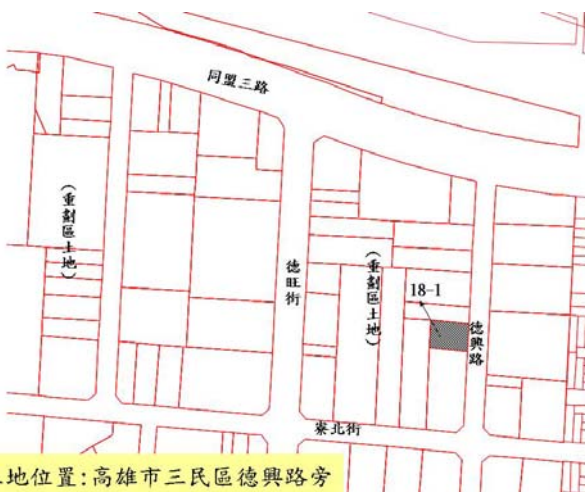 同盟三路
（重劃區土地）
德旺街
（重劃區土地）
18-1
德興路
寮北街
地位置：高雄市三民區德興路旁